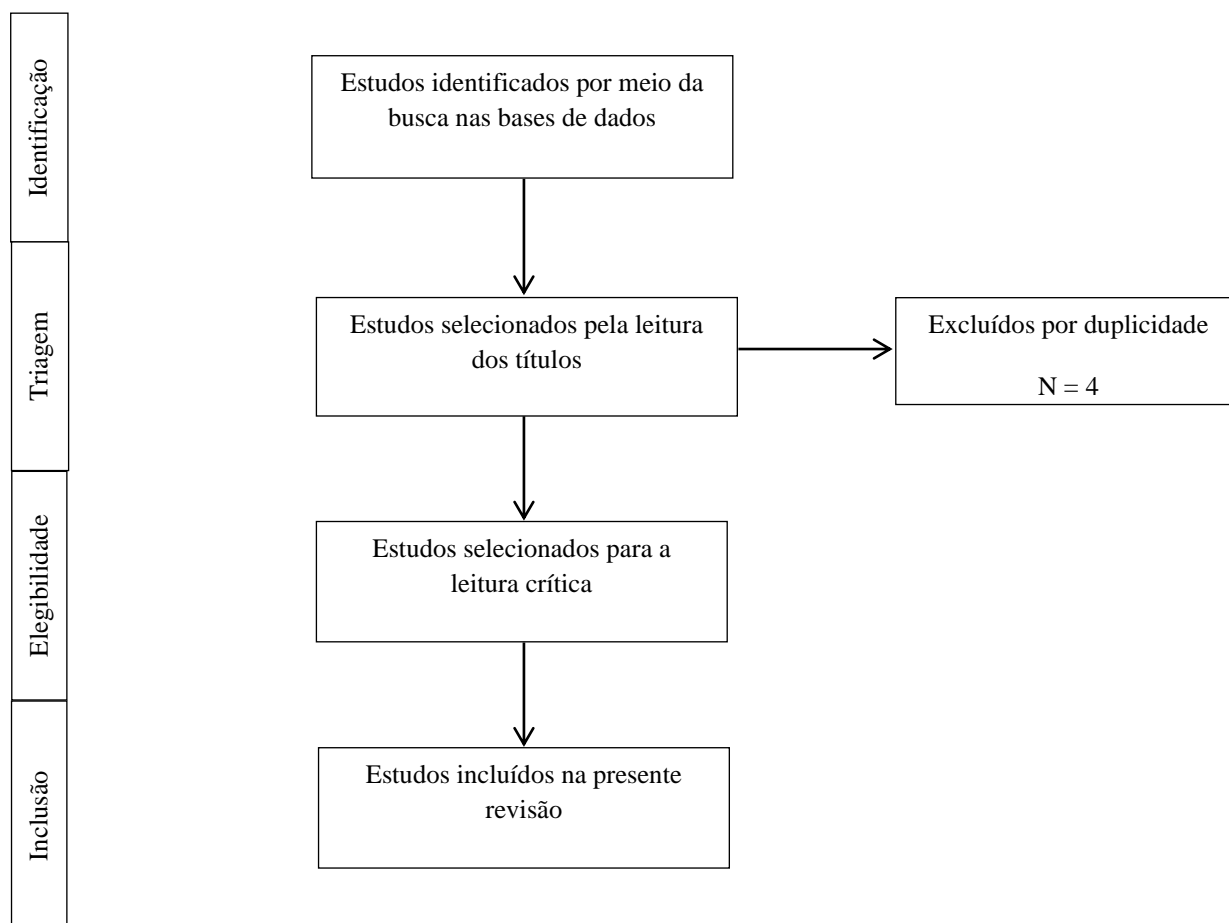 Identificação
Estudos identificados por meio da
busca nas bases de dados
Triagem
Estudos selecionados pela leitura
dos títulos
Excluídos por duplicidade
N = 4
Elegibilidade
Estudos selecionados para a
leitura crítica
Inclusão
Estudos incluídos na presente
revisão